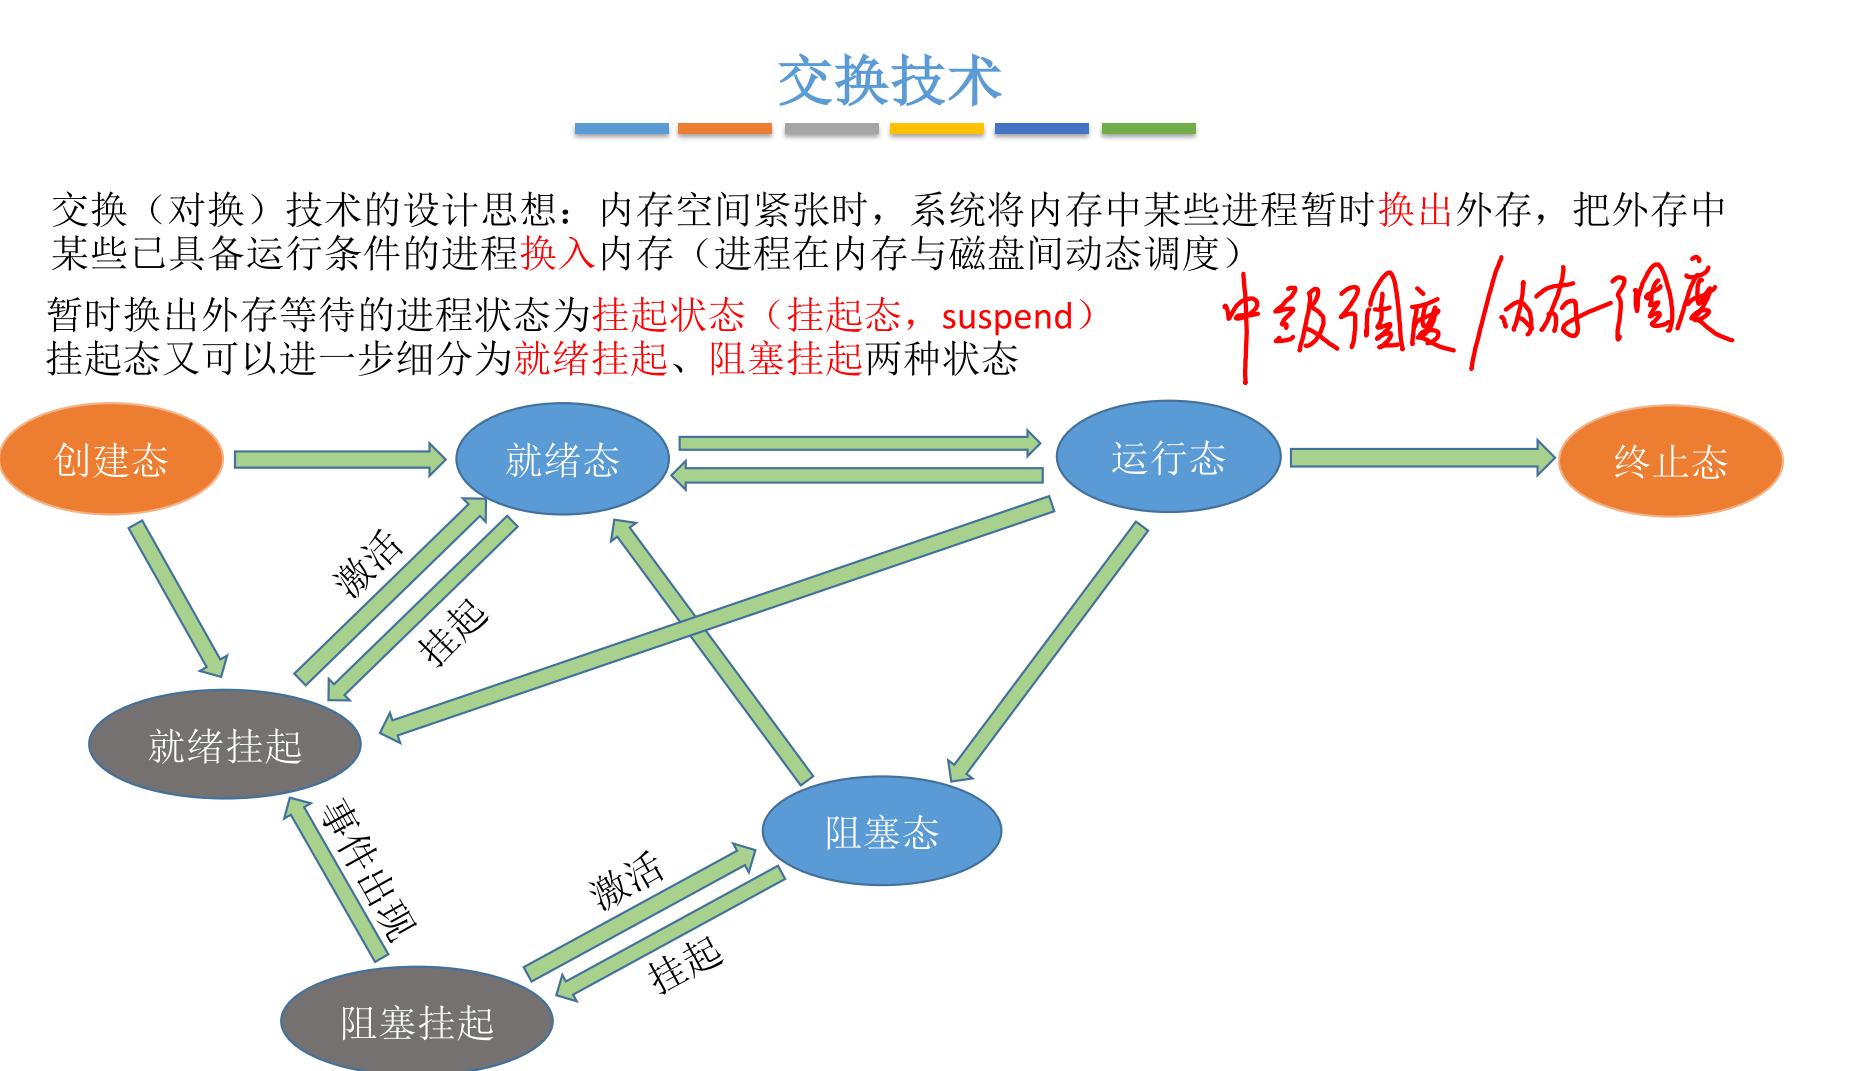 交换技术
交换（对换）技术的设计思想：内存空间紧张时，系统将内存中某些进程暂时换出外存，把外存中
某些已具备运行条件的进程换入内存（进程在内存与磁盘间动态调度）
暂时换出外存等待的进程状态为挂起状态（挂起态，suspend）
挂起态又可以进一步细分为就绪挂起、阻塞挂起两种状态
中级调度/内存调度
创建态
就绪态
运行态
终止态
激活
挂起
就绪挂起
事件出现
阻塞态
激活
挂起
阻塞挂起